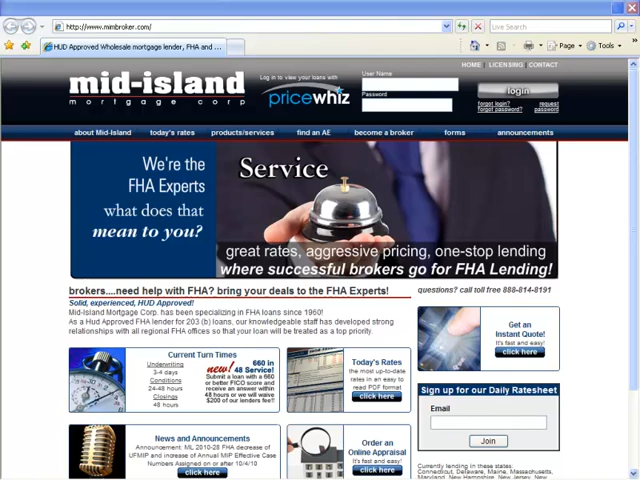 http://www.mimbroker.com/
Live Search
HUD Approved Wholesale mortgage lender, FHA and ...
Page
Tools
HOME | LICENSING | CONTACT
mid-island
mortgage corp
Log in to view your loans with
pricewhiz
User Name
Password
login
forgot login?
forgot password?
request
password
about Mid-Island
today's rates
products/services
find an AE
become a broker
forms
announcements
We're the
FHA Experts
what does that
mean to you?
Service
great rates, aggressive pricing, one-stop lending
where successful brokers go for FHA Lending!
brokers....need help with FHA? bring your deals to the FHA Experts!
Solid, experienced, HUD Approved!
Mid-Island Mortgage Corp. has been specializing in FHA loans since 1960!
As a Hud Approved FHA lender for 203 (b) loans, our knowledgeable staff has developed strong
relationships with all regional FHA offices so that your loan will be treated as a top priority.
questions? call toll free 888-814-8191
Get an
Instant Quote!
It's fast and easy!
click here
Current Turn Times
Underwriting
3-4 days
Conditions
24-48 hours
Closings
48 hours
new! 660 in
48 Service!
Submit a loan with a 660
or better FICO score and
receive an answer within
48 hours or we will waive
$200 of our lenders fee!!
Today's Rates
the most up-to-date
rates in an easy to
read PDF format
click here
Sign up for our Daily Ratesheet
Email
Join
News and Announcements
Announcement: ML 2010-28 FHA decrease of
UFMIP and increase of Annual MIP Effective Case
Numbers Assigned on or after 10/4/10
click here
Order an
Online Appraisal
It's fast and easy!
click here
Currently lending in these states:
Connecticut, Delaware, Maine, Massachusetts,
Maryland, New Hampshire, New Jersey, New